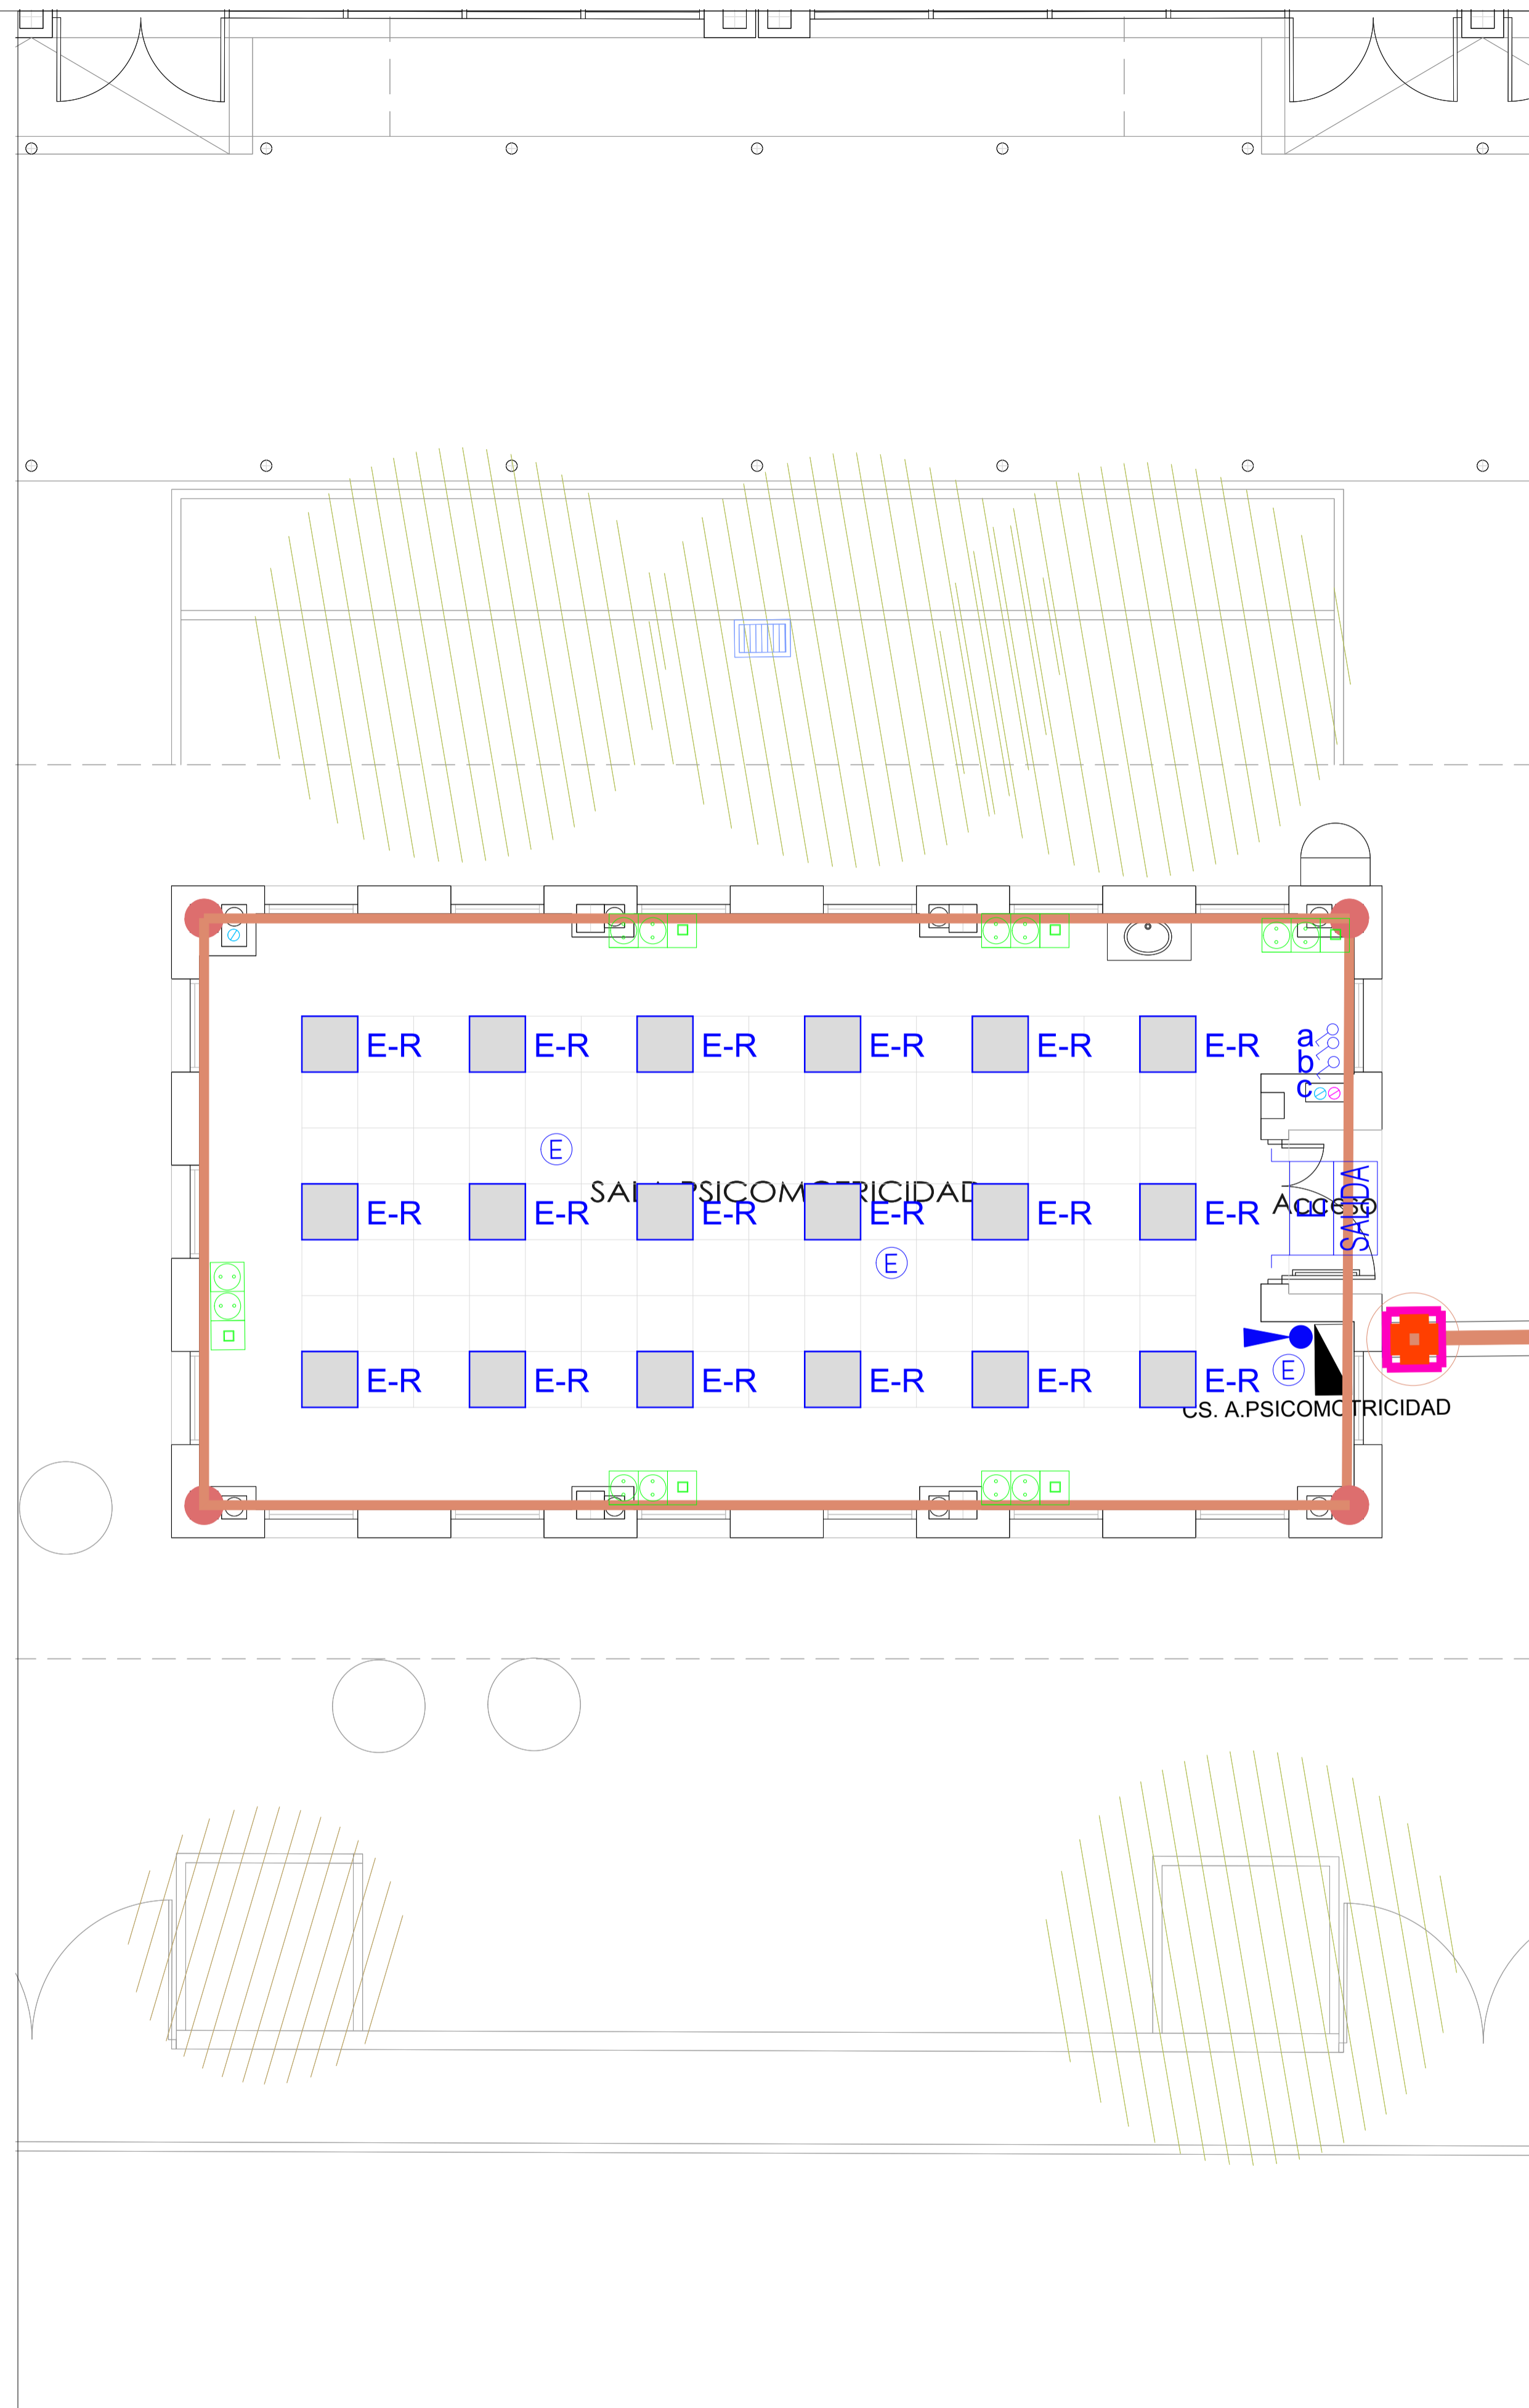 E-R E-R E-R E-R E-R E-R
a
b
c
E
SALA PSICOMOTRICIDAD
E-R E-R E-R E-R E-R E-R
Acceso
E
SALIDA
E
E
E-R E-R E-R E-R E-R E-R
CS. A.PSICOMOTRICIDAD